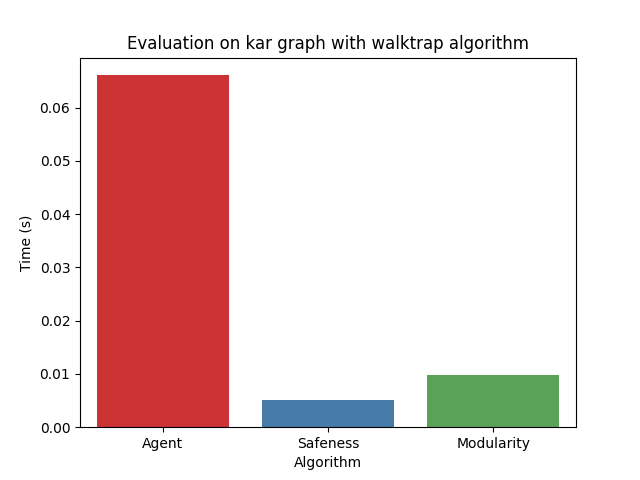 Evaluation on kar graph with walktrap algorithm
Time (s)
0.06
0.05
0.04
0.03
0.02
0.01
0.00
Agent
Safeness
Modularity
Algorithm